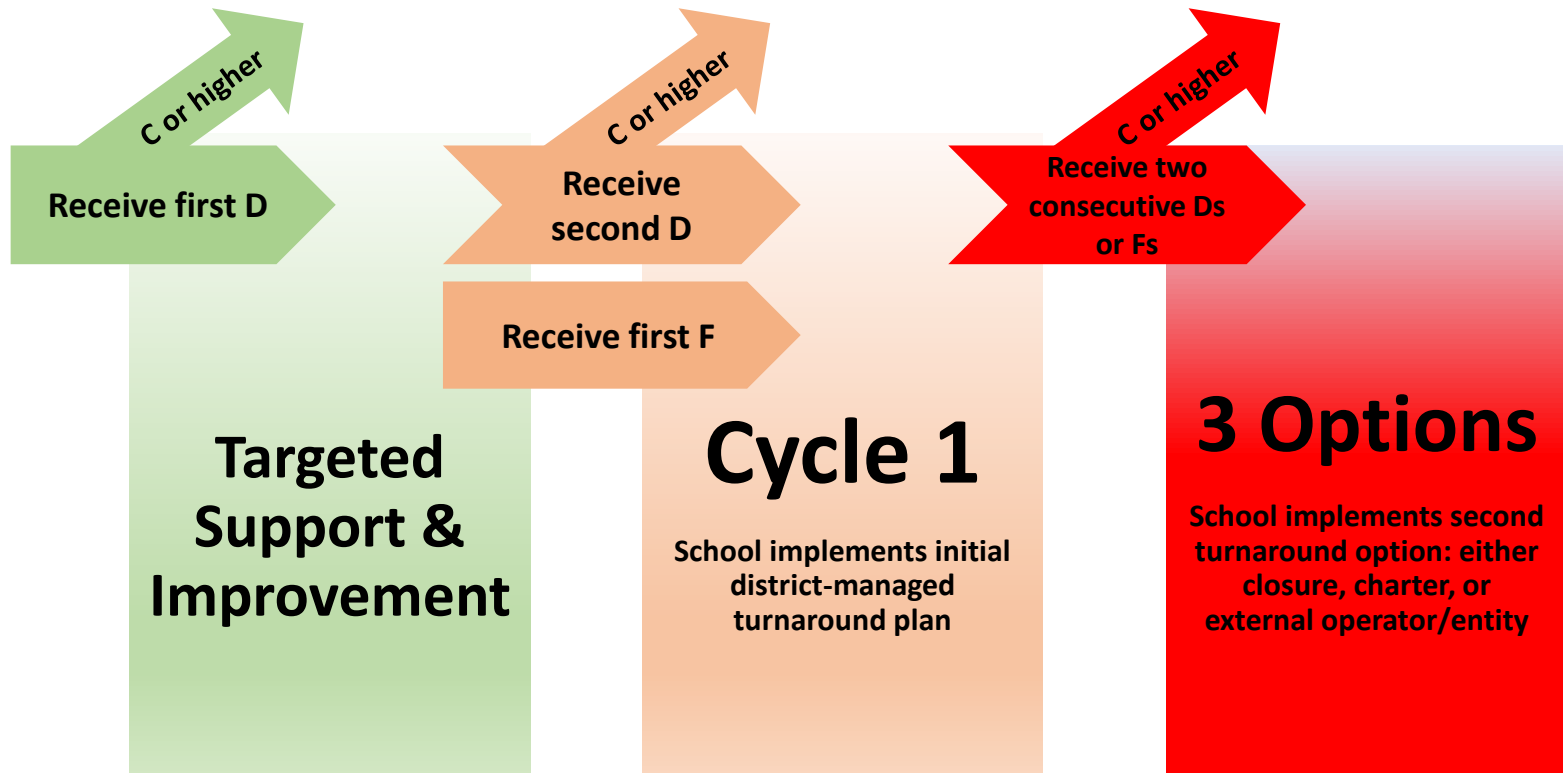 C or higher
Receive first D
Targeted
Support &
Improvement
C or higher
Receive
second D
Receive first F
Cycle 1
School implements initial
district-managed
turnaround plan
C or higher
Receive two
consecutive Ds
or Fs
3 Options
School implements second
turnaround option: either
closure, charter, or
external operator/entity